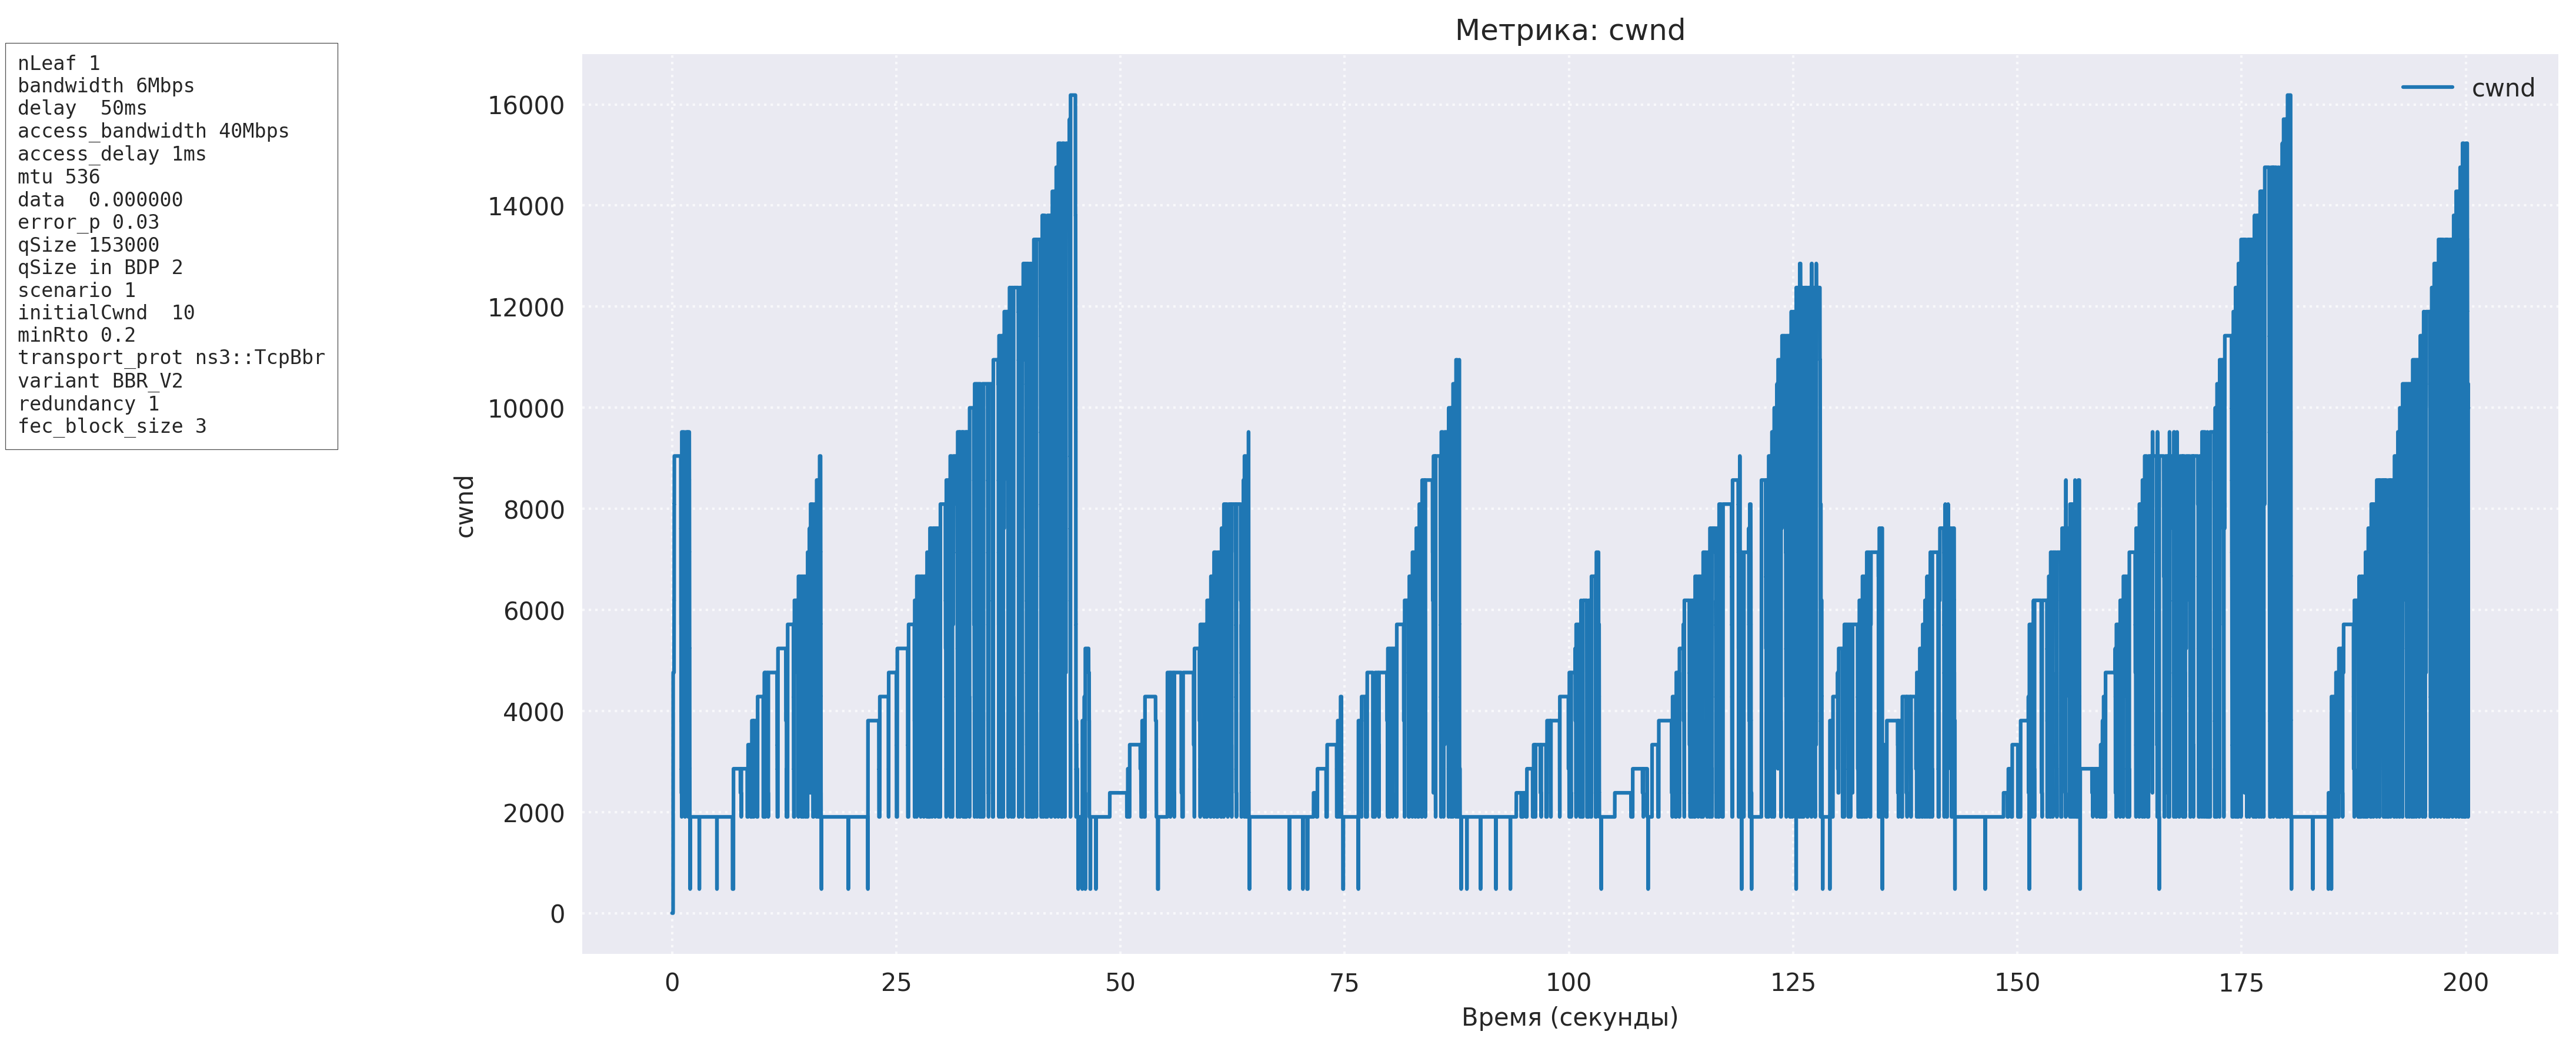 Метрика: cwnd
nLeaf 1
bandwidth 6Mbps
delay  50ms
access_bandwidth 40Mbps
access_delay 1ms
mtu 536
data  0.000000
error_p 0.03
qSize 153000
qSize in BDP 2
scenario 1
initialCwnd  10
minRto 0.2
transport_prot ns3::TcpBbr
variant BBR_V2
redundancy 1
fec_block_size 3
cwnd
16000
14000
12000
10000
8000
6000
4000
2000
0
cwnd
0 25 50 75 100 125 150 175 200
Время (секунды)